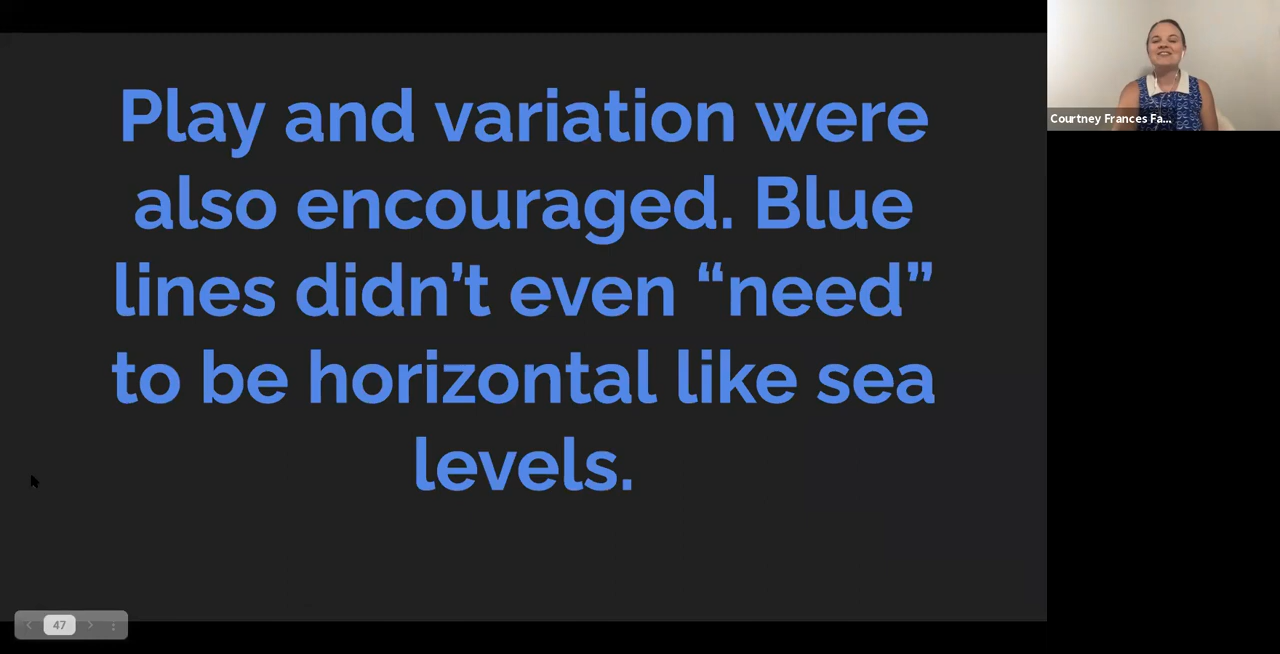 Play and variation were
also encouraged. Blue
lines didn’t even “need”
to be horizontal like sea
levels.
Courtney Frances Fa...
47